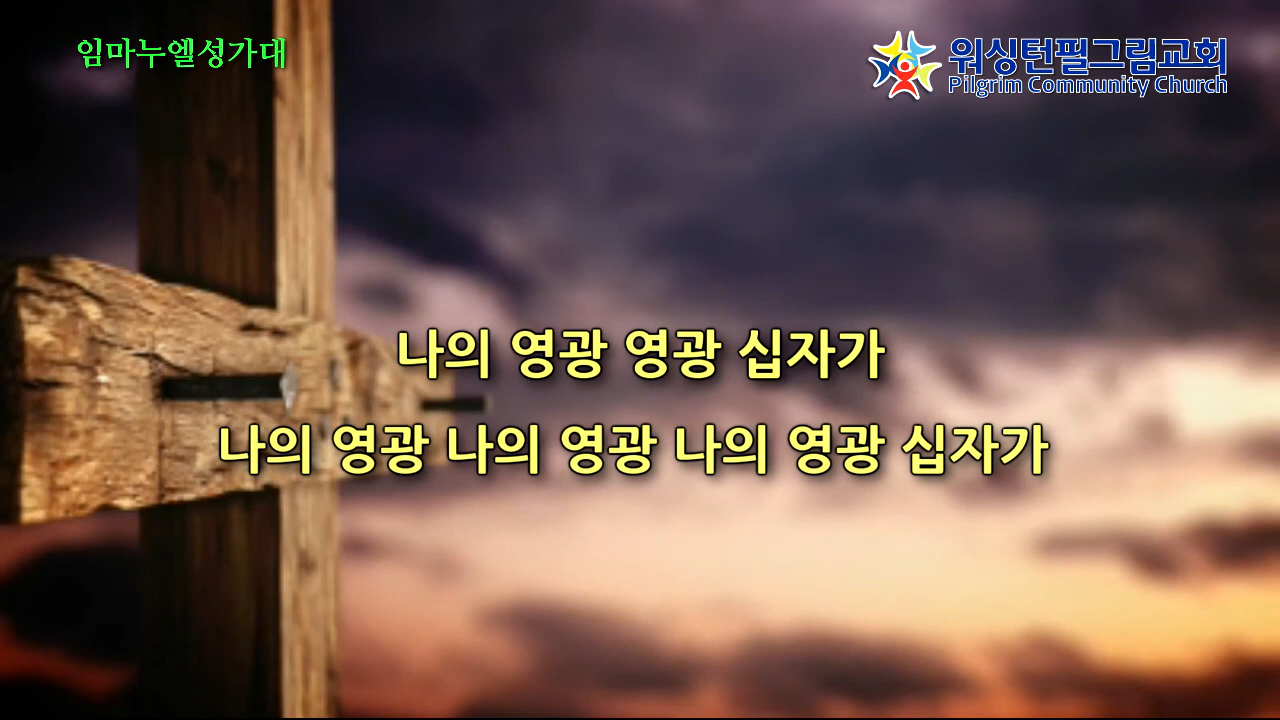 임마누엘성가대
워싱턴필그림교회
Pilgrim Community Church
나의 영광 영광 십자가
나의 영광 나의 영광 나의 영광 십자가